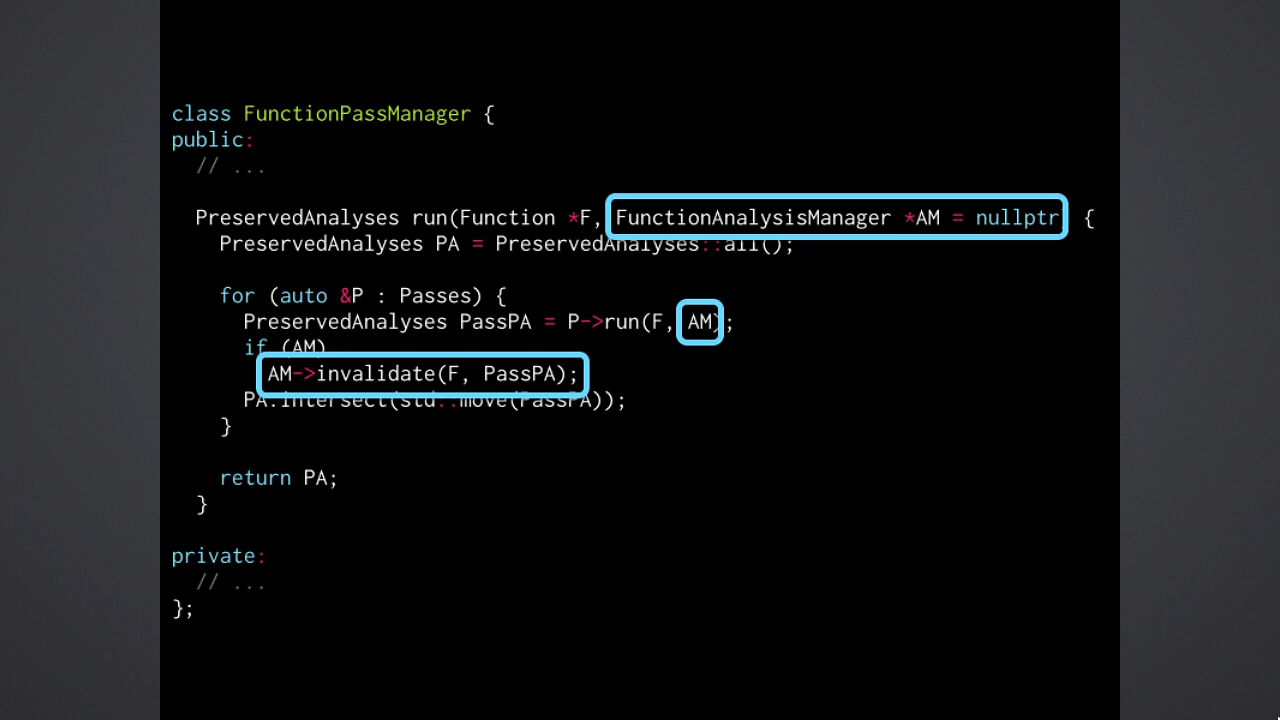 class FunctionPassManager {
public:
  // ...

  PreservedAnalyses run(Function *F, FunctionAnalysisManager *AM = nullptr) {
    PreservedAnalyses PA = PreservedAnalyses::all();

    for (auto &P : Passes) {
      PreservedAnalyses PassPA = P->run(F, AM);
      if (AM)
        AM->invalidate(F, PassPA);
      PA.intersect(std::move(PassPA));
    }

    return PA;
  }

private:
  // ...
};